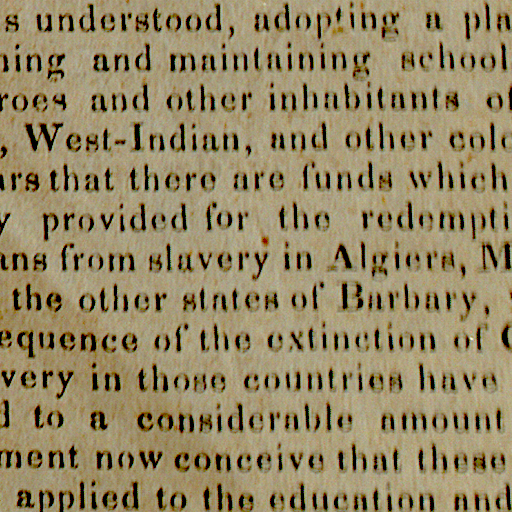 s understood, adopting a pla
ning and maintaining school
roes and other inhabitants of
, West-Indian, and other colo
ars that there are funds which
y provided for the redempti
ans from slavery in Algiers, M
the other states of Barbary,
equence of the extinction of C
very in those countries have
d to a considerable amount
ment now conceive that these
applied to the education and